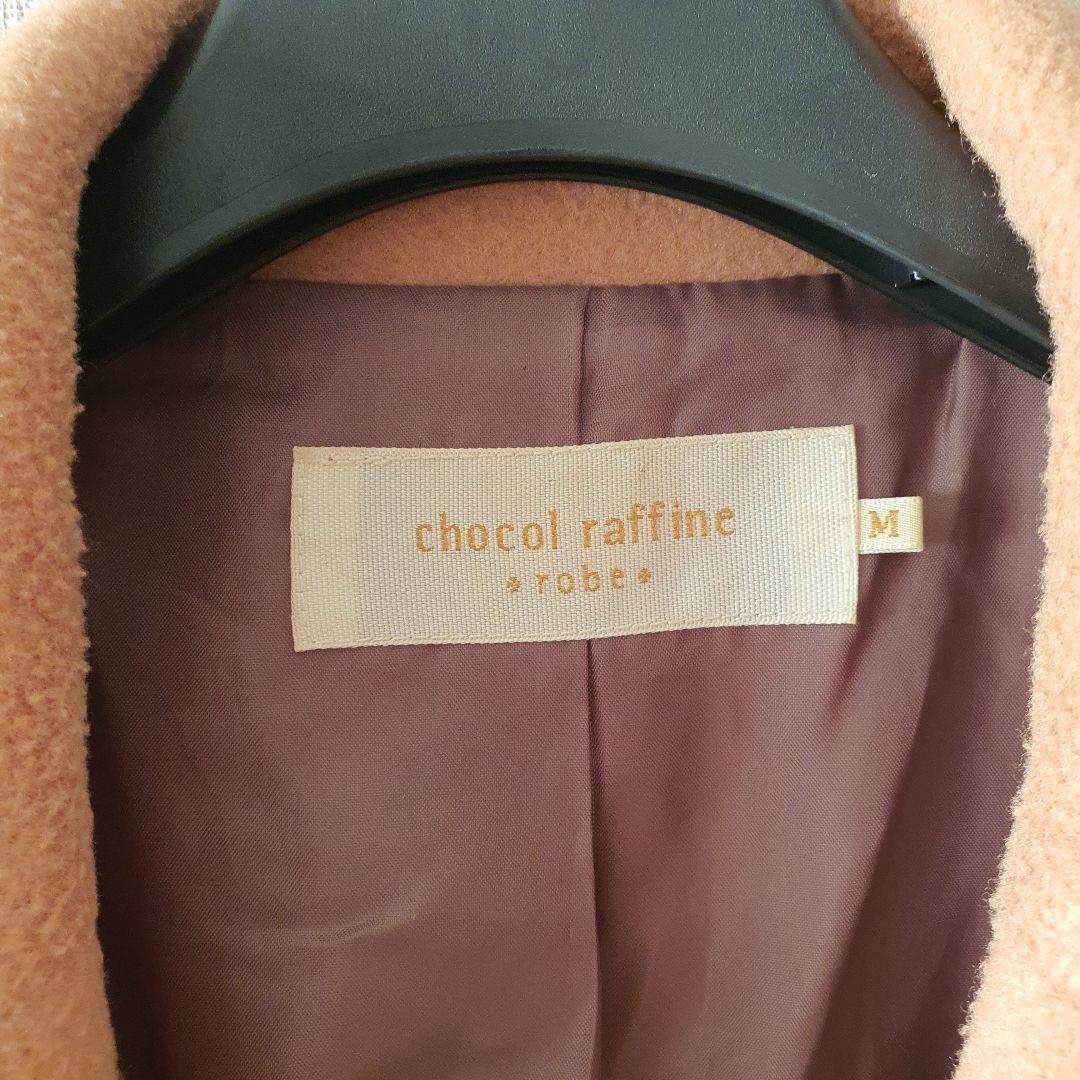 chocol raffine
*robe*
M